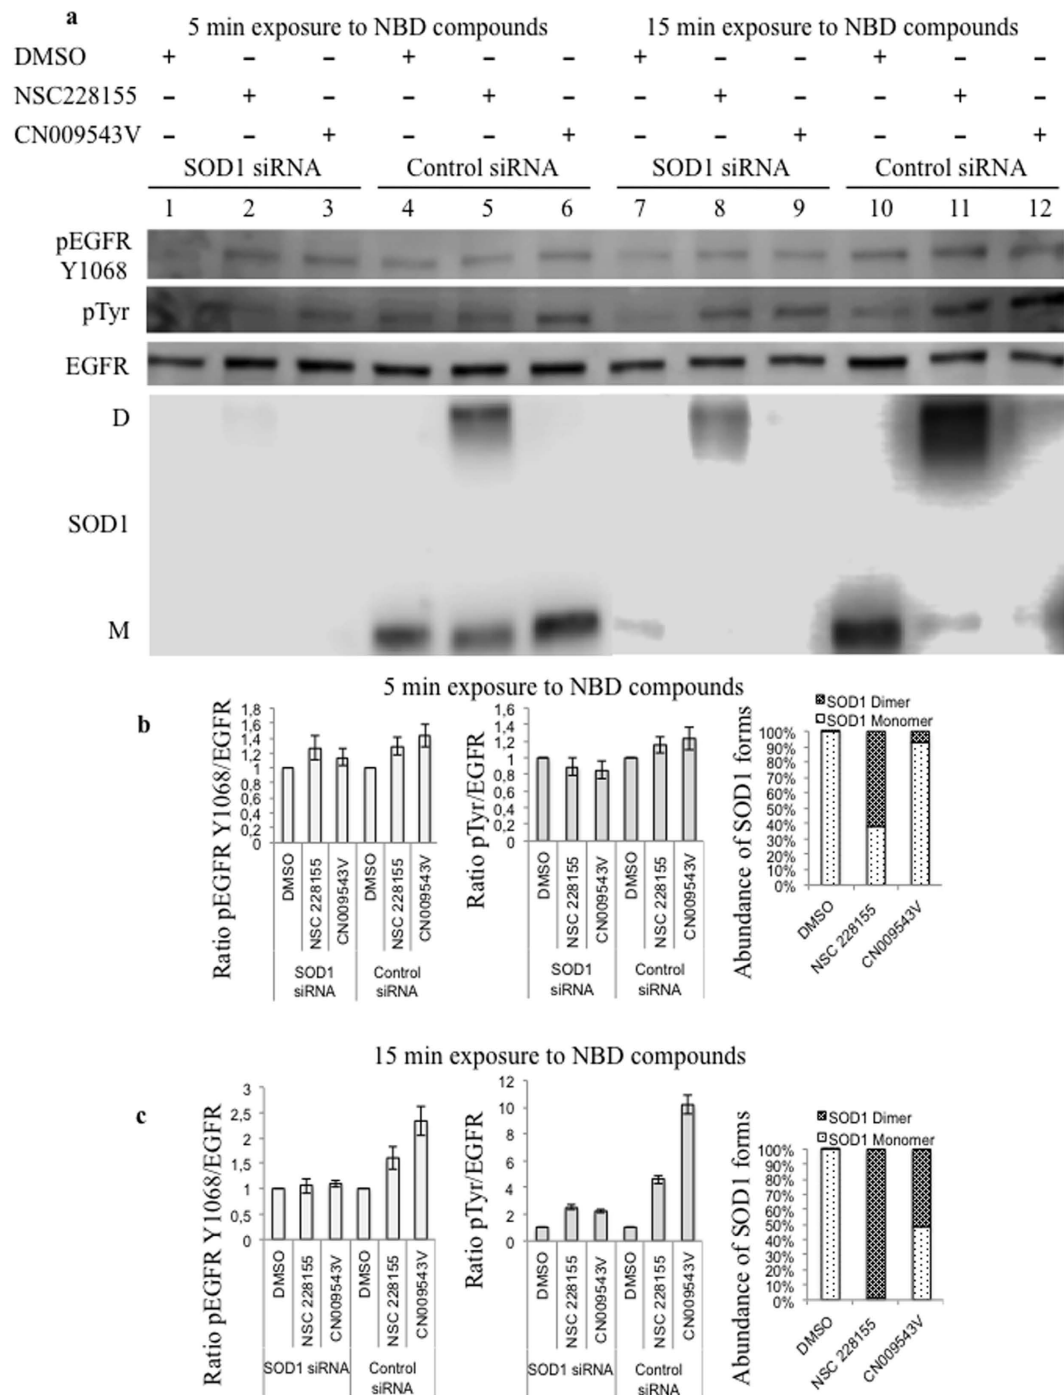 a
5 min exposure to NBD compounds 15 min exposure to NBD compounds
DMSO + – – + – – + – – + – –
NSC228155 – + – – + – – + – – + –
CN009543V – – + – – + – – + – – +
SOD1 siRNA Control siRNA SOD1 siRNA Control siRNA
1 2 3 4 5 6 7 8 9 10 11 12
pEGFR
Y1068
pTyr
EGFR
D
SOD1
M
5 min exposure to NBD compounds
b
Ratio pEGFR Y1068/EGFR
1,8
1,6
1,4
1,2
1
0,8
0,6
0,4
0,2
0
DMSO
NSC 228155
CN009543V
DMSO
NSC 228155
CN009543V
SOD1 siRNA
Control siRNA
Ratio pTyr/EGFR
1,6
1,4
1,2
1
0,8
0,6
0,4
0,2
0
DMSO
NSC 228155
CN009543V
DMSO
NSC 228155
CN009543V
SOD1 siRNA
Control siRNA
Abundance of SOD1 forms
SOD1 Dimer
SOD1 Monomer
100%
90%
80%
70%
60%
50%
40%
30%
20%
10%
0%
DMSO
NSC 228155
CN009543V
15 min exposure to NBD compounds
c
Ratio pEGFR Y1068/EGFR
3
2,5
2
1,5
1
0,5
0
DMSO
NSC 228155
CN009543V
DMSO
NSC 228155
CN009543V
SOD1 siRNA
Control siRNA
Ratio pTyr/EGFR
12
10
8
6
4
2
0
DMSO
NSC 228155
CN009543V
DMSO
NSC 228155
CN009543V
SOD1 siRNA
Control siRNA
Abundance of SOD1 forms
SOD1 Dimer
SOD1 Monomer
100%
90%
80%
70%
60%
50%
40%
30%
20%
10%
0%
DMSO
NSC 228155
CN009543V